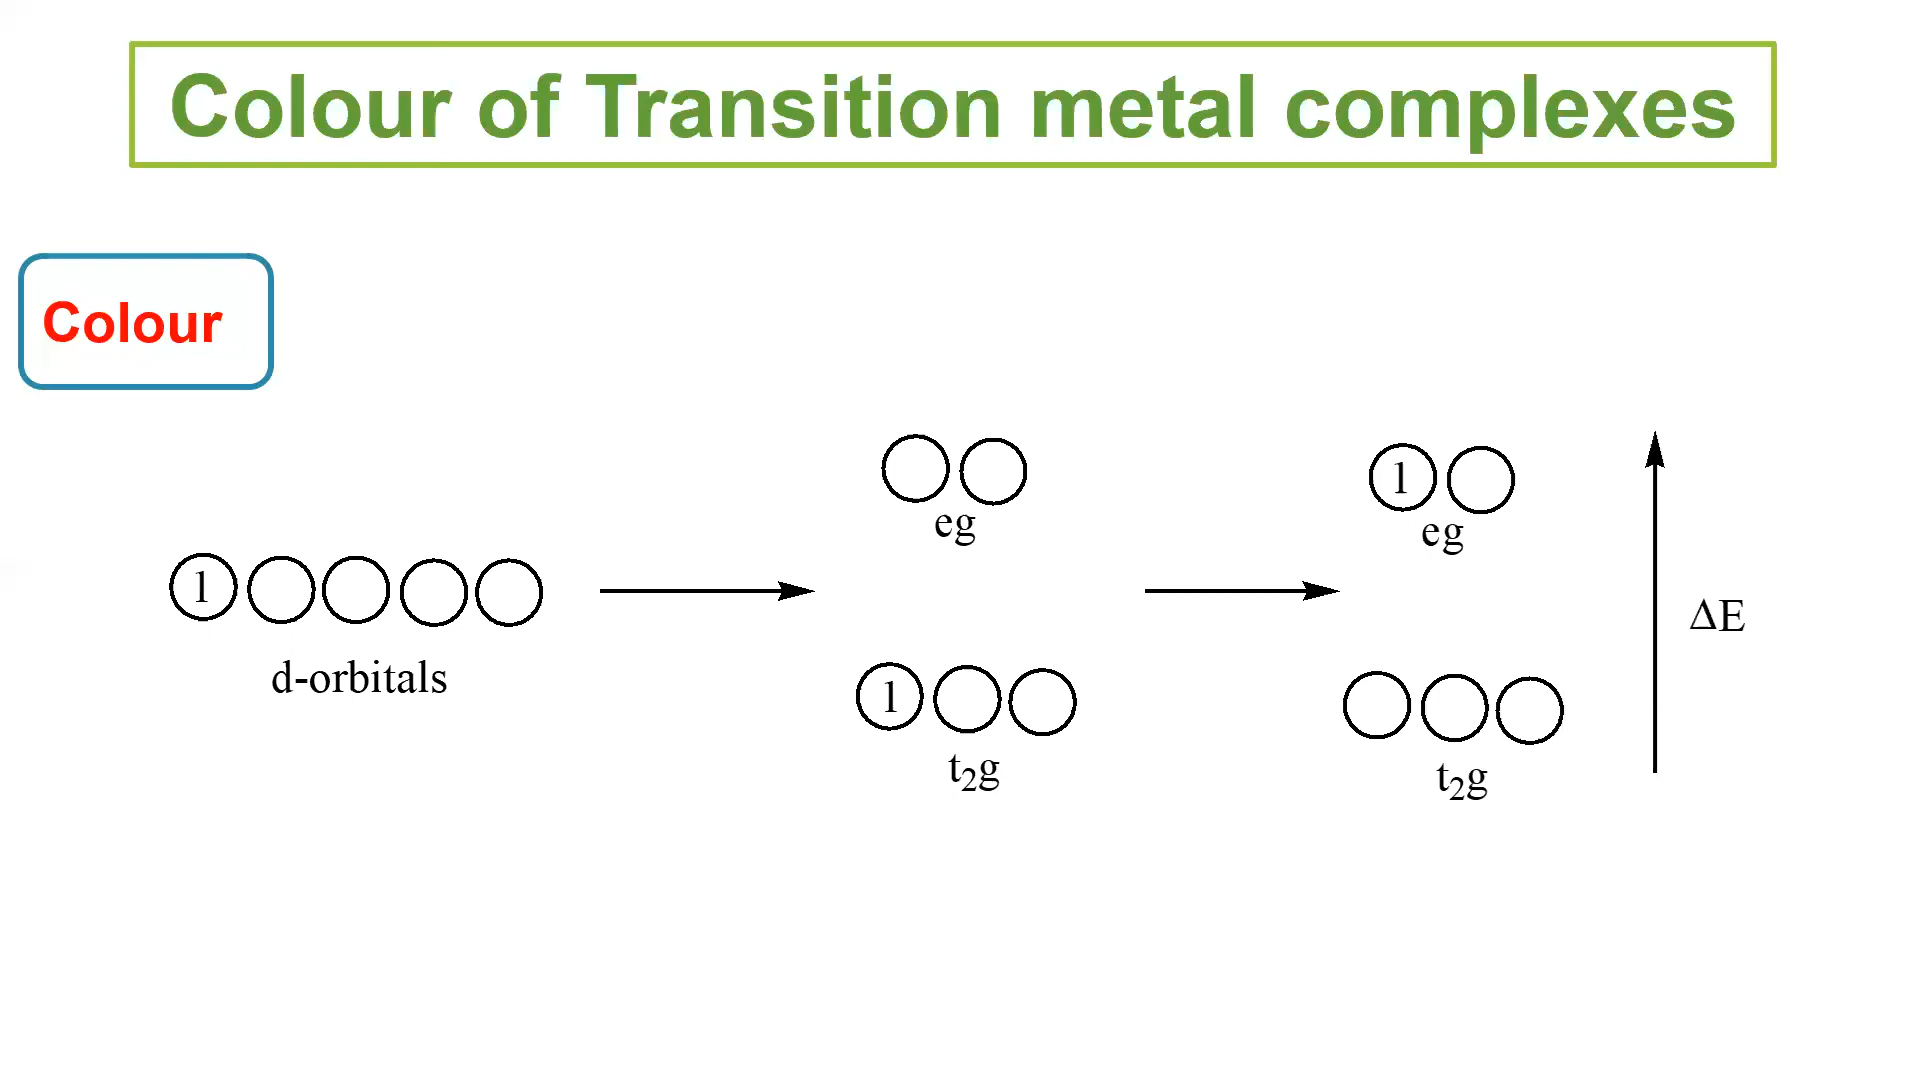 Colour of Transition metal complexes
Colour
1
d-orbitals
eg
1
t₂g
1
eg
t₂g
ΔE